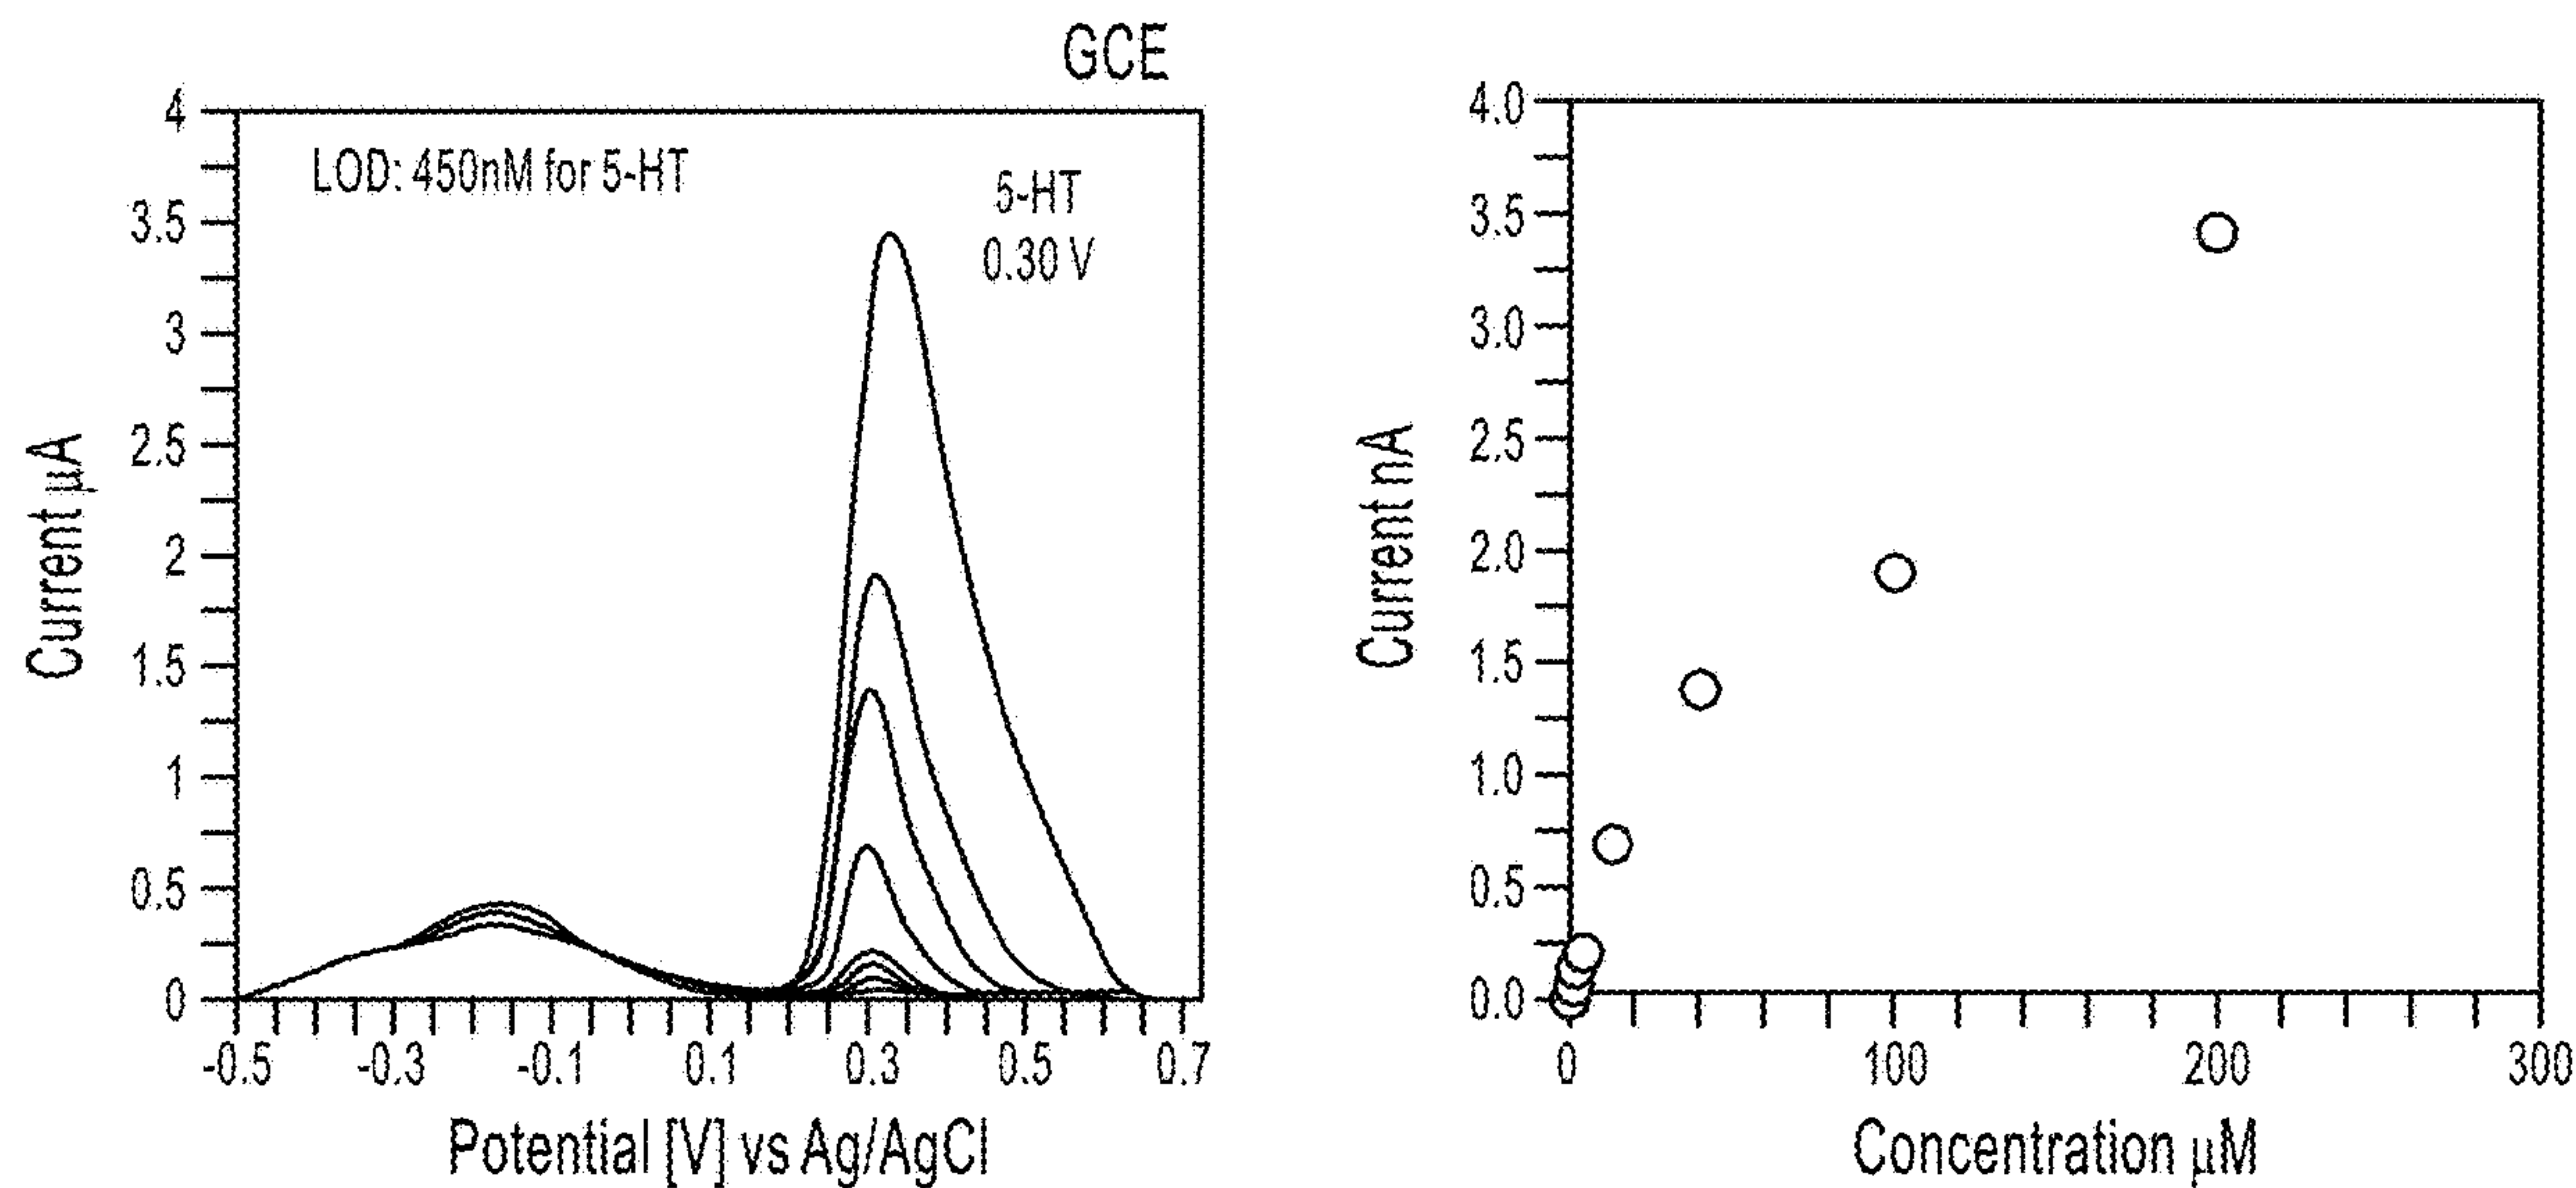 GCE
LOD: 450nM for 5-HT
5-HT
0.30 V
4
3.5
3
2.5
2
1.5
1
0.5
0
Current µA
-0.5 -0.3 -0.1 0.1 0.3 0.5 0.7
Potential [V] vs Ag/AgCl
4.0
3.5
3.0
2.5
2.0
1.5
1.0
0.5
0.0
Current nA
0 100 200 300
Concentration µM